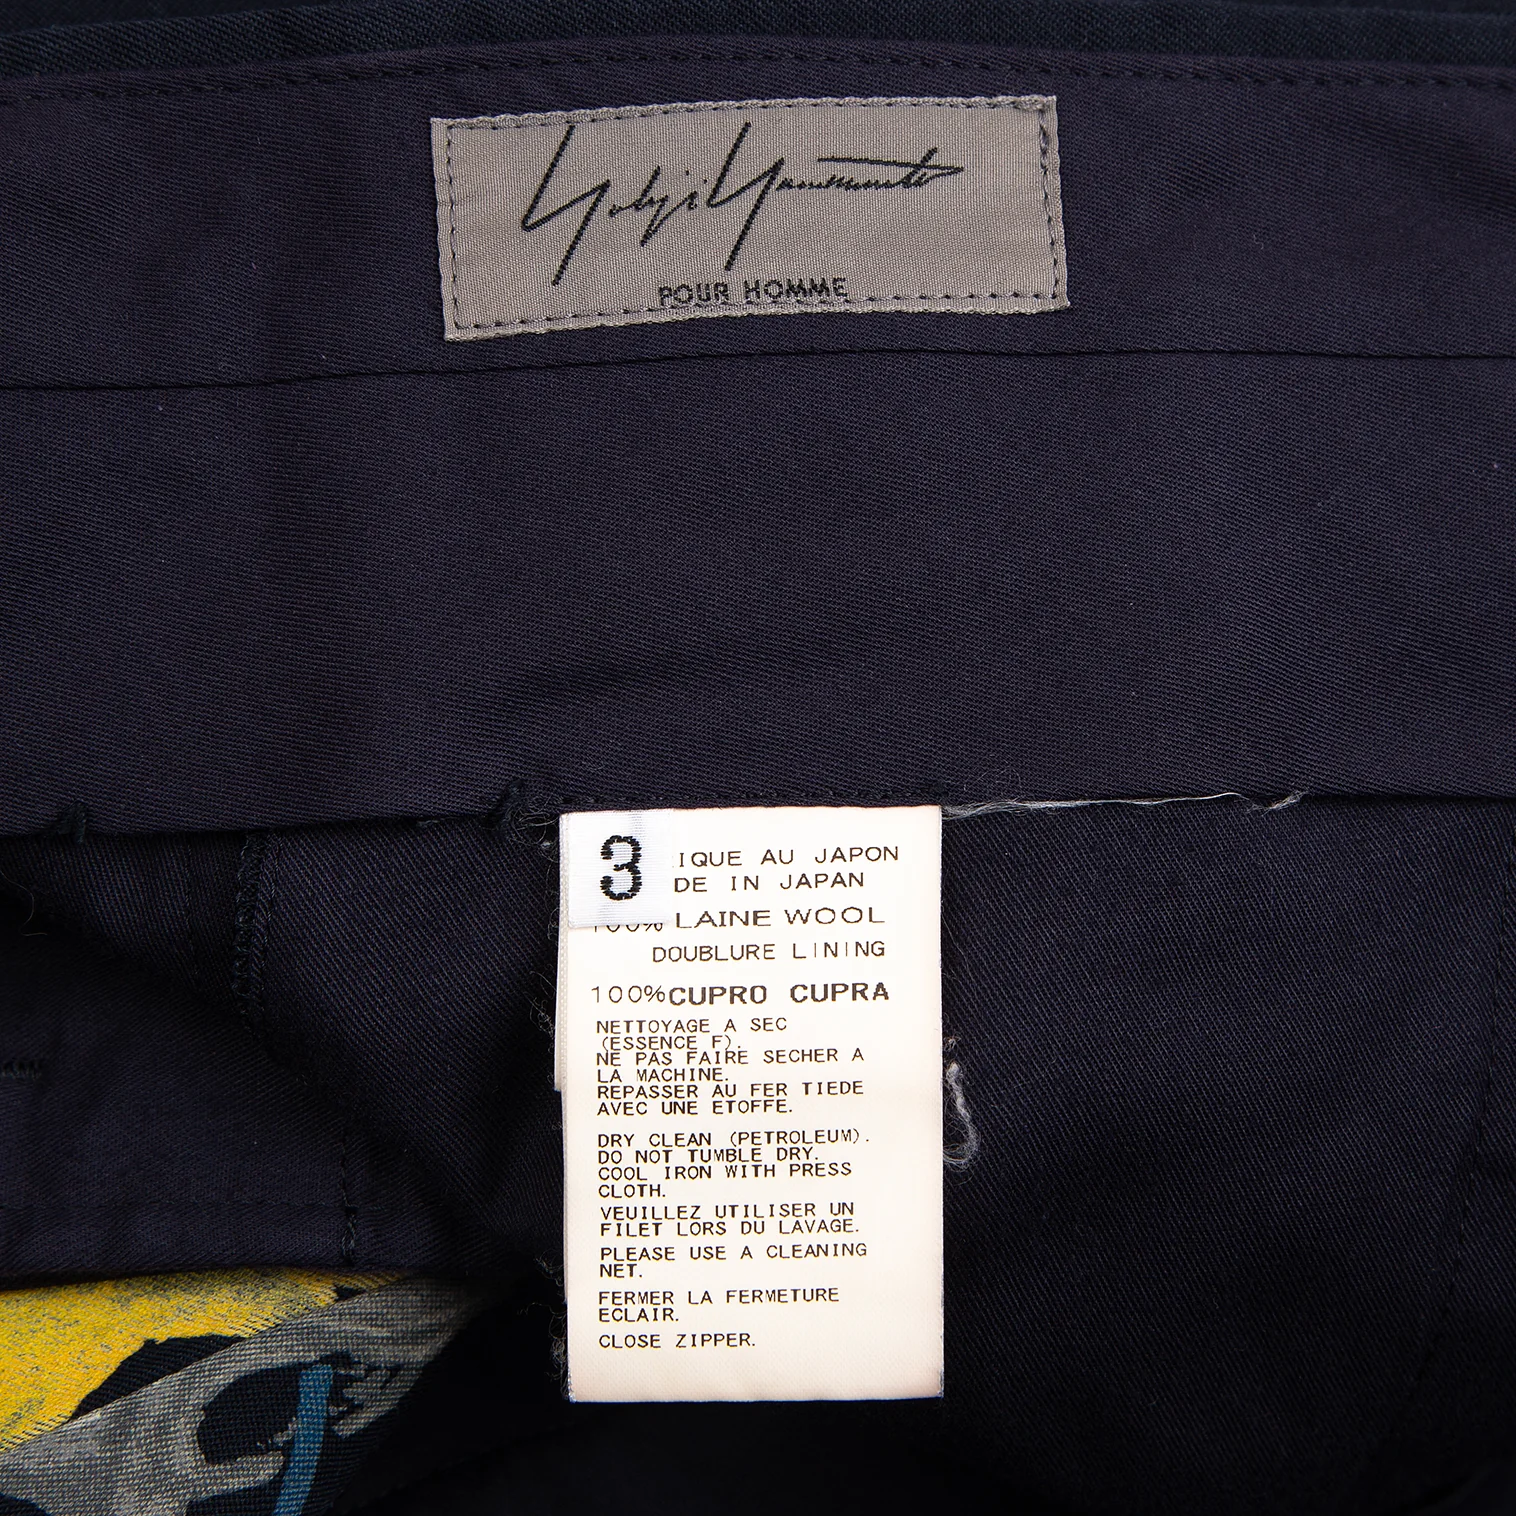 Yohji Yamamoto
POUR HOMME
3
IQUE AU JAPON
DE IN JAPAN
100% LAINE WOOL
DOUBLURE LINING
100% CUPRO CUPRA
NETTOYAGE A SEC
(ESSENCE F).
NE PAS FAIRE SECHER A
LA MACHINE.
REPASSER AU FER TIEDE
AVEC UNE ETOFFE.
DRY CLEAN (PETROLEUM).
DO NOT TUMBLE DRY.
COOL IRON WITH PRESS
CLOTH.
VEUILLEZ UTILISER UN
FILET LORS DU LAVAGE.
PLEASE USE A CLEANING
NET.
FERMER LA FERMETURE
ECLAIR.
CLOSE ZIPPER.